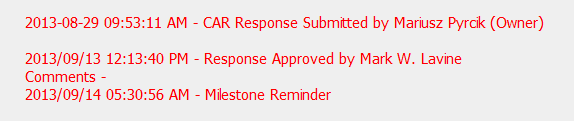 2013-08-29 09:53:11 AM - CAR Response Submitted by Mariusz Pyrcik (Owner)
2013/09/13 12:13:40 PM - Response Approved by Mark W. Lavine
Comments -
2013/09/14 05:30:56 AM - Milestone Reminder